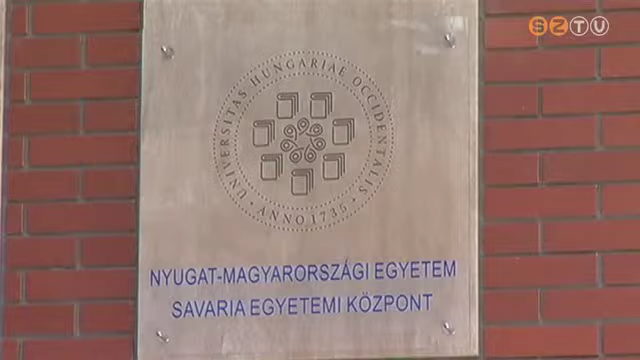 SZTV
UNIVERSITAS HUNGARIAE OCCIDENTALIS
· ANNO 1735 ·
NYUGAT-MAGYARORSZÁGI EGYETEM
SAVARIA EGYETEMI KÖZPONT